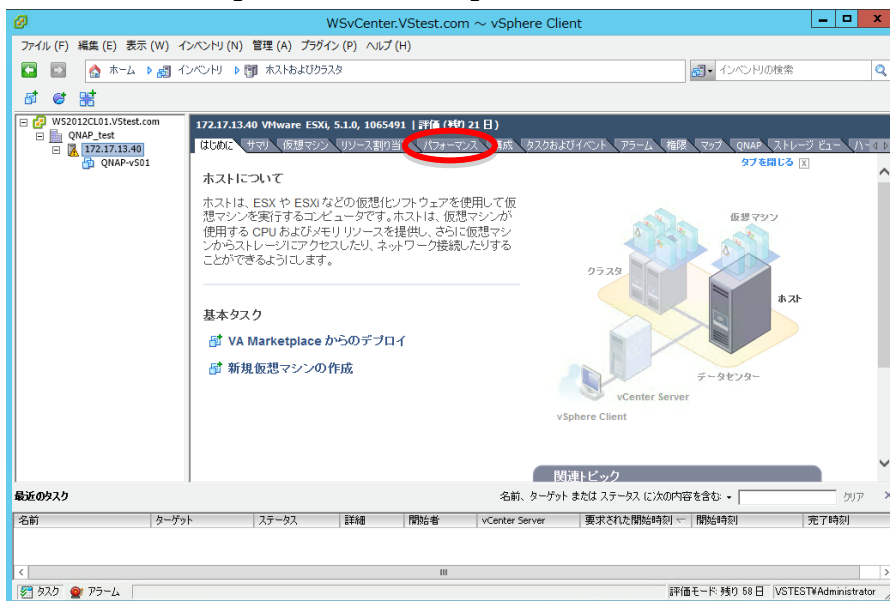 WSvCenter.VStest.com ～ vSphere Client
ファイル (F) 編集 (E) 表示 (W) インベントリ (N) 管理 (A) プラグイン (P) ヘルプ (H)
ホーム インベントリ ホストおよびクラスタ
インベントリの検索
WS2012CL01.VStest.com
QNAP_test
172.17.13.40
QNAP-vS01
172.17.13.40 VMware ESXi, 5.1.0, 1065491 | 評価 (残り 21 日)
はじめに サマリ 仮想マシン リソース割り当 パフォーマンス 構成 タスクおよびイベント アラーム 権限 マップ QNAP ストレージ ビュー ハー
タブを閉じる
ホストについて
ホストは、ESX や ESXi などの仮想化ソフトウェアを使用して仮
想マシンを実行するコンピュータです。ホストは、仮想マシンが
使用する CPU およびメモリ リソースを提供し、さらに仮想マシ
ンからストレージにアクセスしたり、ネットワーク接続したりする
ことができるようにします。
基本タスク
VA Marketplace からのデプロイ
新規仮想マシンの作成
仮想マシン
クラスタ
ホスト
データセンター
vCenter Server
vSphere Client
関連トピック
最近のタスク
名前、ターゲット または ステータス に次の内容を含む:
クリア
名前 ターゲット ステータス 詳細 開始者 vCenter Server 要求された開始時刻 開始時刻 完了時刻
タスク アラーム
評価モード: 残り 58 日 VSTEST¥Administrator